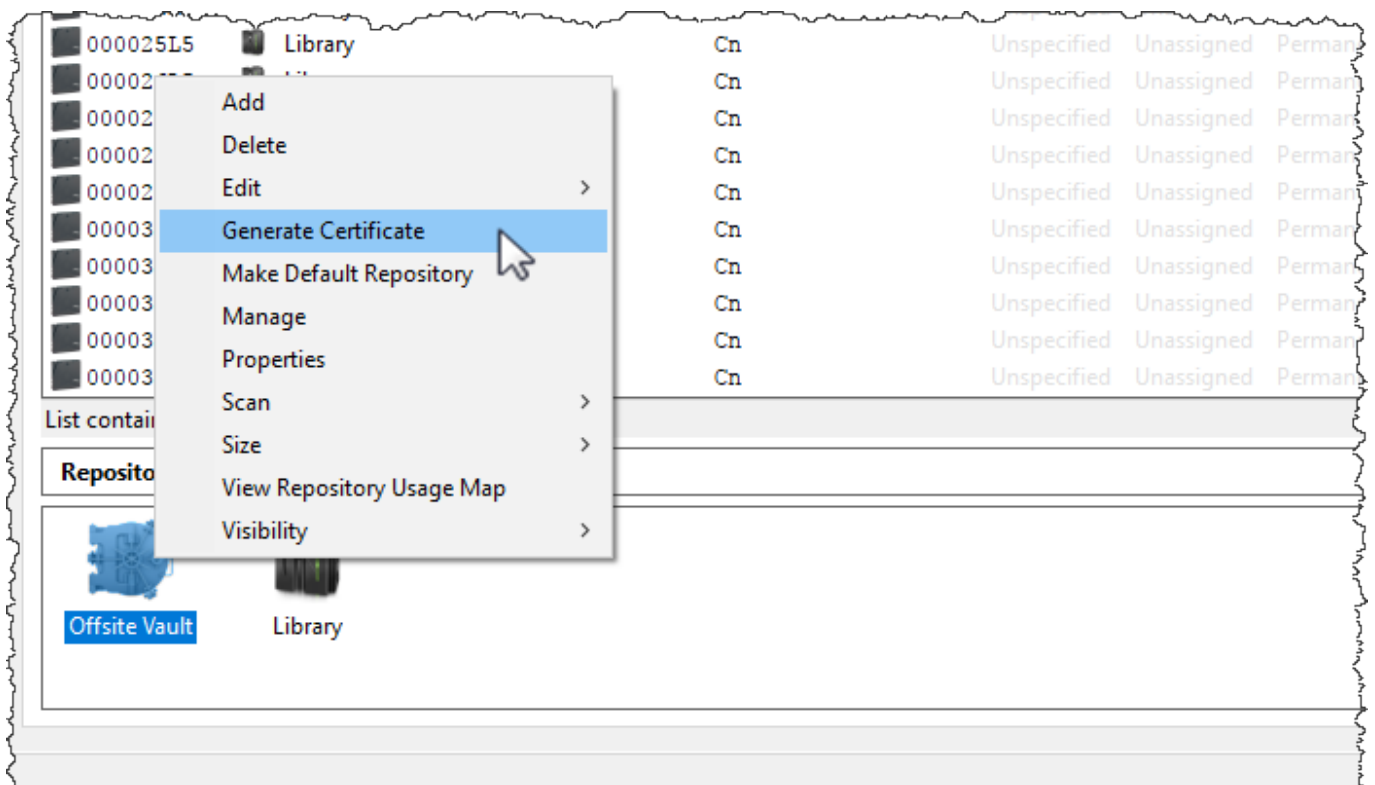 000025L5 Library Cn Unspecified Unassigned Perman
00002 Cn Unspecified Unassigned Perman
00002 Cn Unspecified Unassigned Perman
00002 Cn Unspecified Unassigned Perman
00002 Cn Unspecified Unassigned Perman
00003 Cn Unspecified Unassigned Perman
00003 Cn Unspecified Unassigned Perman
00003 Cn Unspecified Unassigned Perman
00003 Cn Unspecified Unassigned Perman
00003 Cn Unspecified Unassigned Perman
Add
Delete
Edit
Generate Certificate
Make Default Repository
Manage
Properties
Scan
Size
View Repository Usage Map
Visibility
List contai
Reposito
Offsite Vault
Library